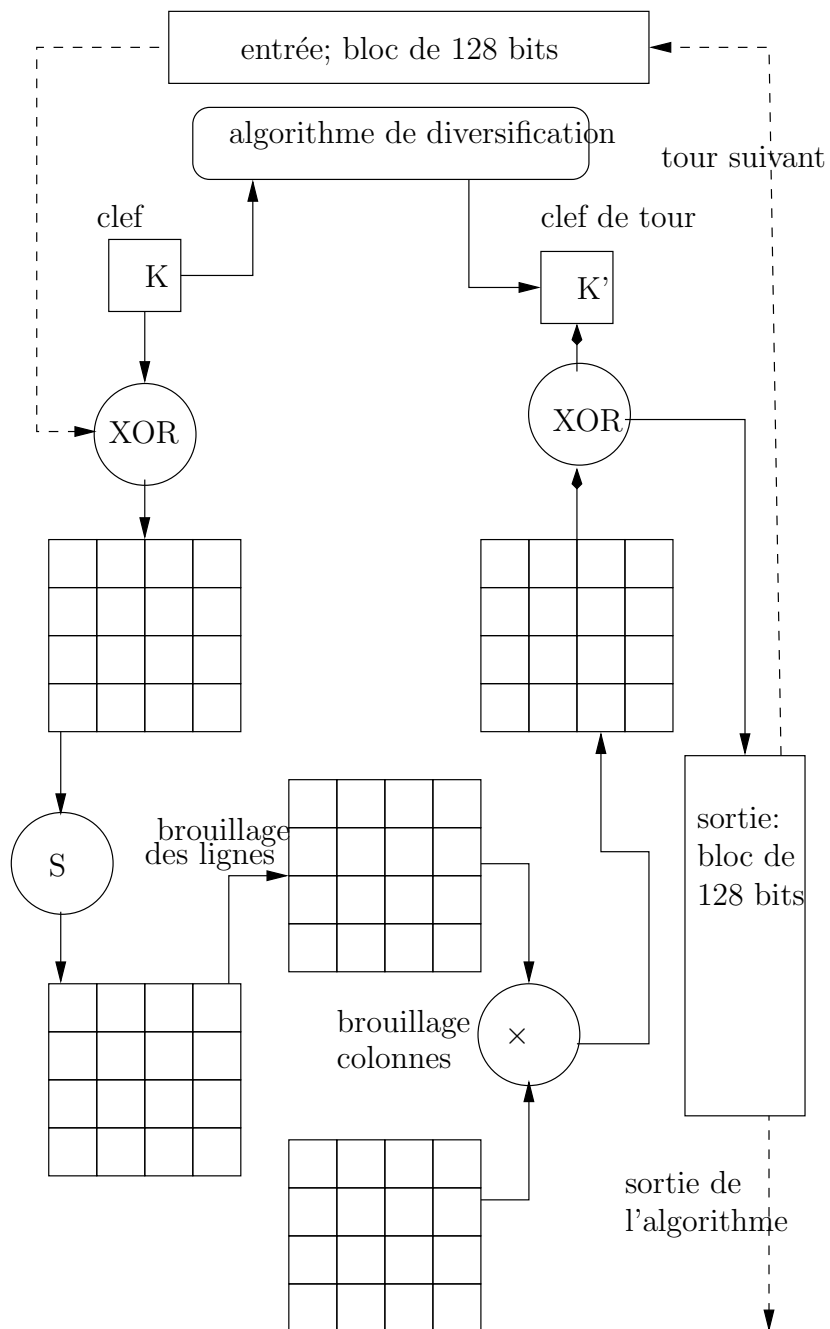 entrée; bloc de 128 bits
algorithme de diversification
tour suivant
clef
clef de tour
K
K'
XOR
XOR
brouillage
des lignes
S
sortie:
bloc de
128 bits
brouillage
colonnes
×
sortie de
l'algorithme